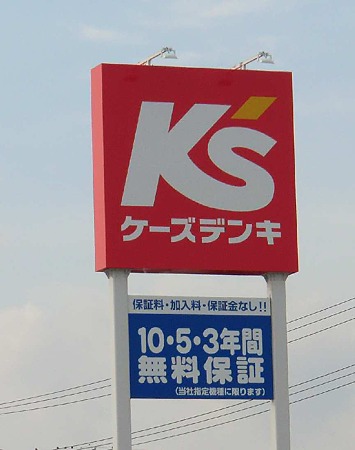 K's
ケーズデンキ
保証料・加入料・保証金なし!!
10・5・3年間
無料保証
(当社指定機種に限ります)